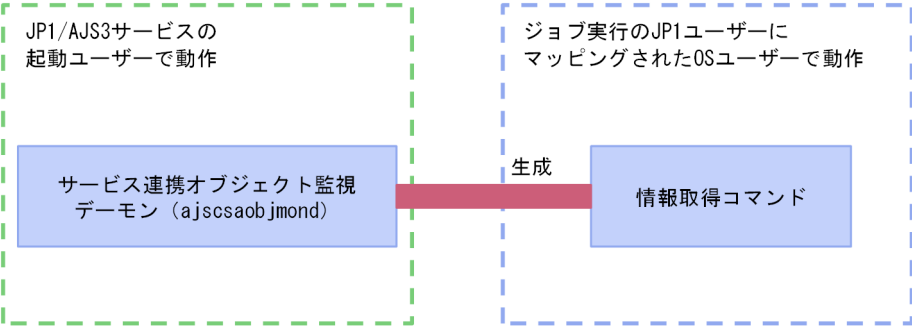 JP1/AJS3サービスの
起動ユーザーで動作
ジョブ実行のJP1ユーザーに
マッピングされたOSユーザーで動作
サービス連携オブジェクト監視
デーモン（ajscsaobjmond）
生成
情報取得コマンド